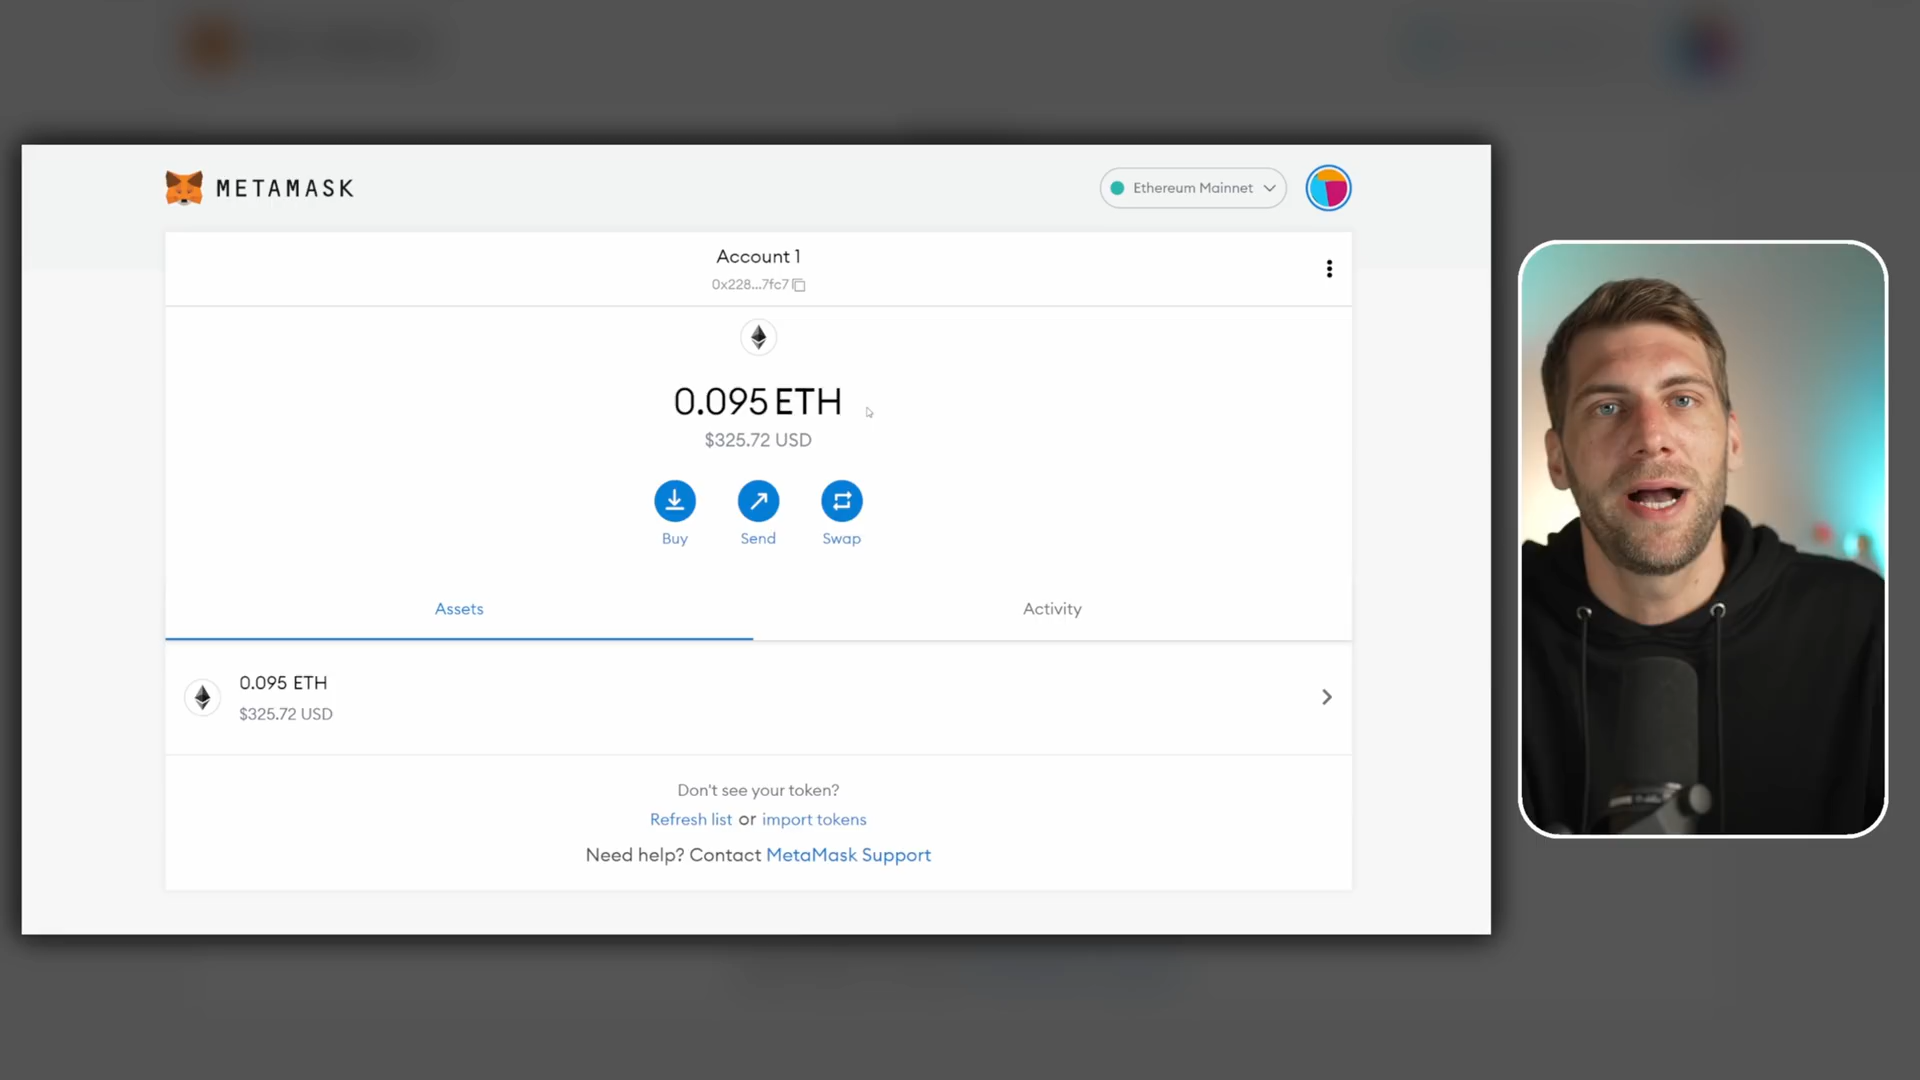 METAMASK
Ethereum Mainnet
Account 1
0x228...7fc7
0.095 ETH
$325.72 USD
Buy
Send
Swap
Assets
Activity
0.095 ETH
$325.72 USD
Don't see your token?
Refresh list or import tokens
Need help? Contact MetaMask Support